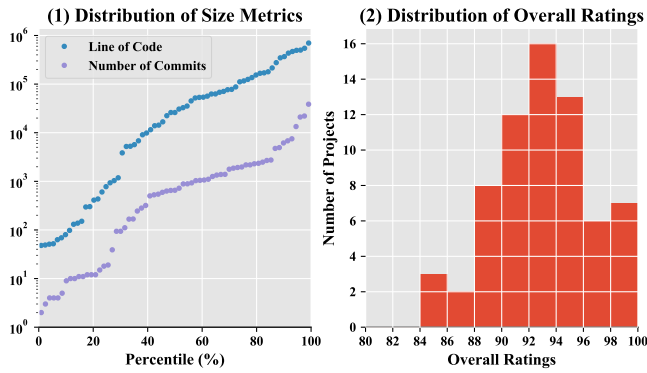 (1) Distribution of Size Metrics
10^6
10^5
10^4
10^3
10^2
10^1
10^0
Line of Code
Number of Commits
0 20 40 60 80 100
Percentile (%)
(2) Distribution of Overall Ratings
Number of Projects
16
14
12
10
8
6
4
2
0
80 82 84 86 88 90 92 94 96 98 100
Overall Ratings